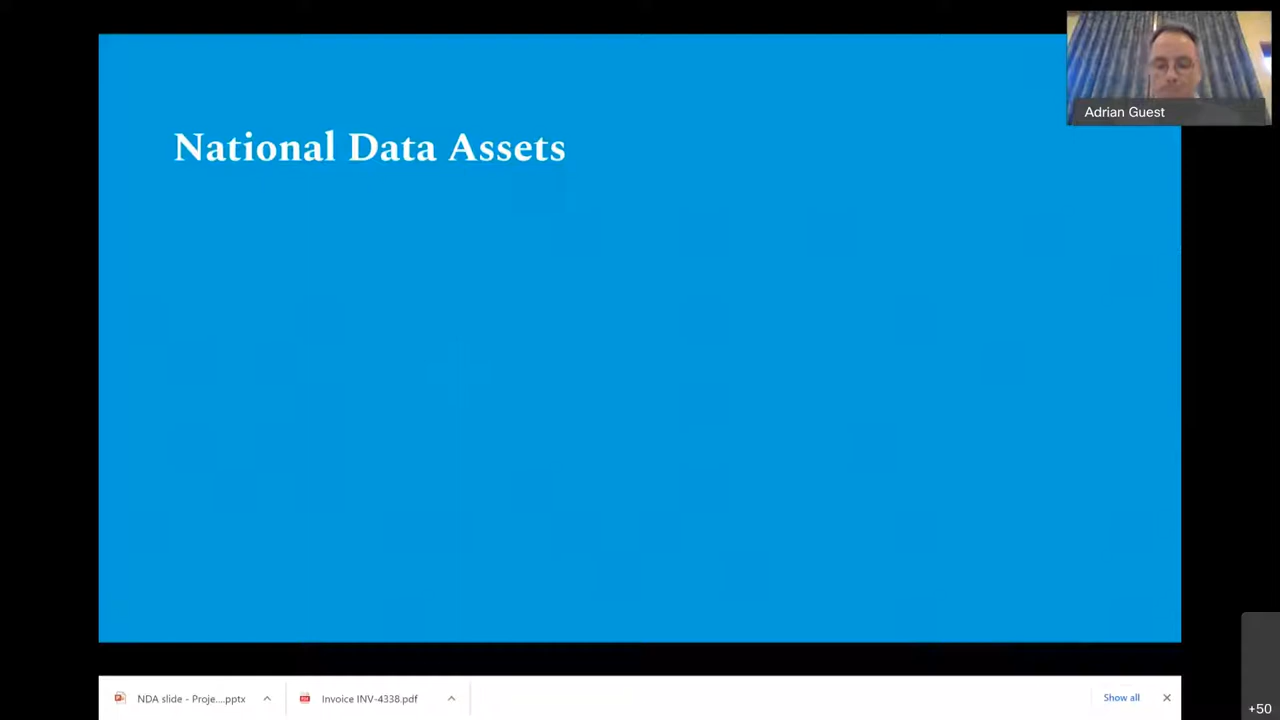 Adrian Guest
National Data Assets
NDA slide - Proje....pptx
Invoice INV-4338.pdf
Show all
+50